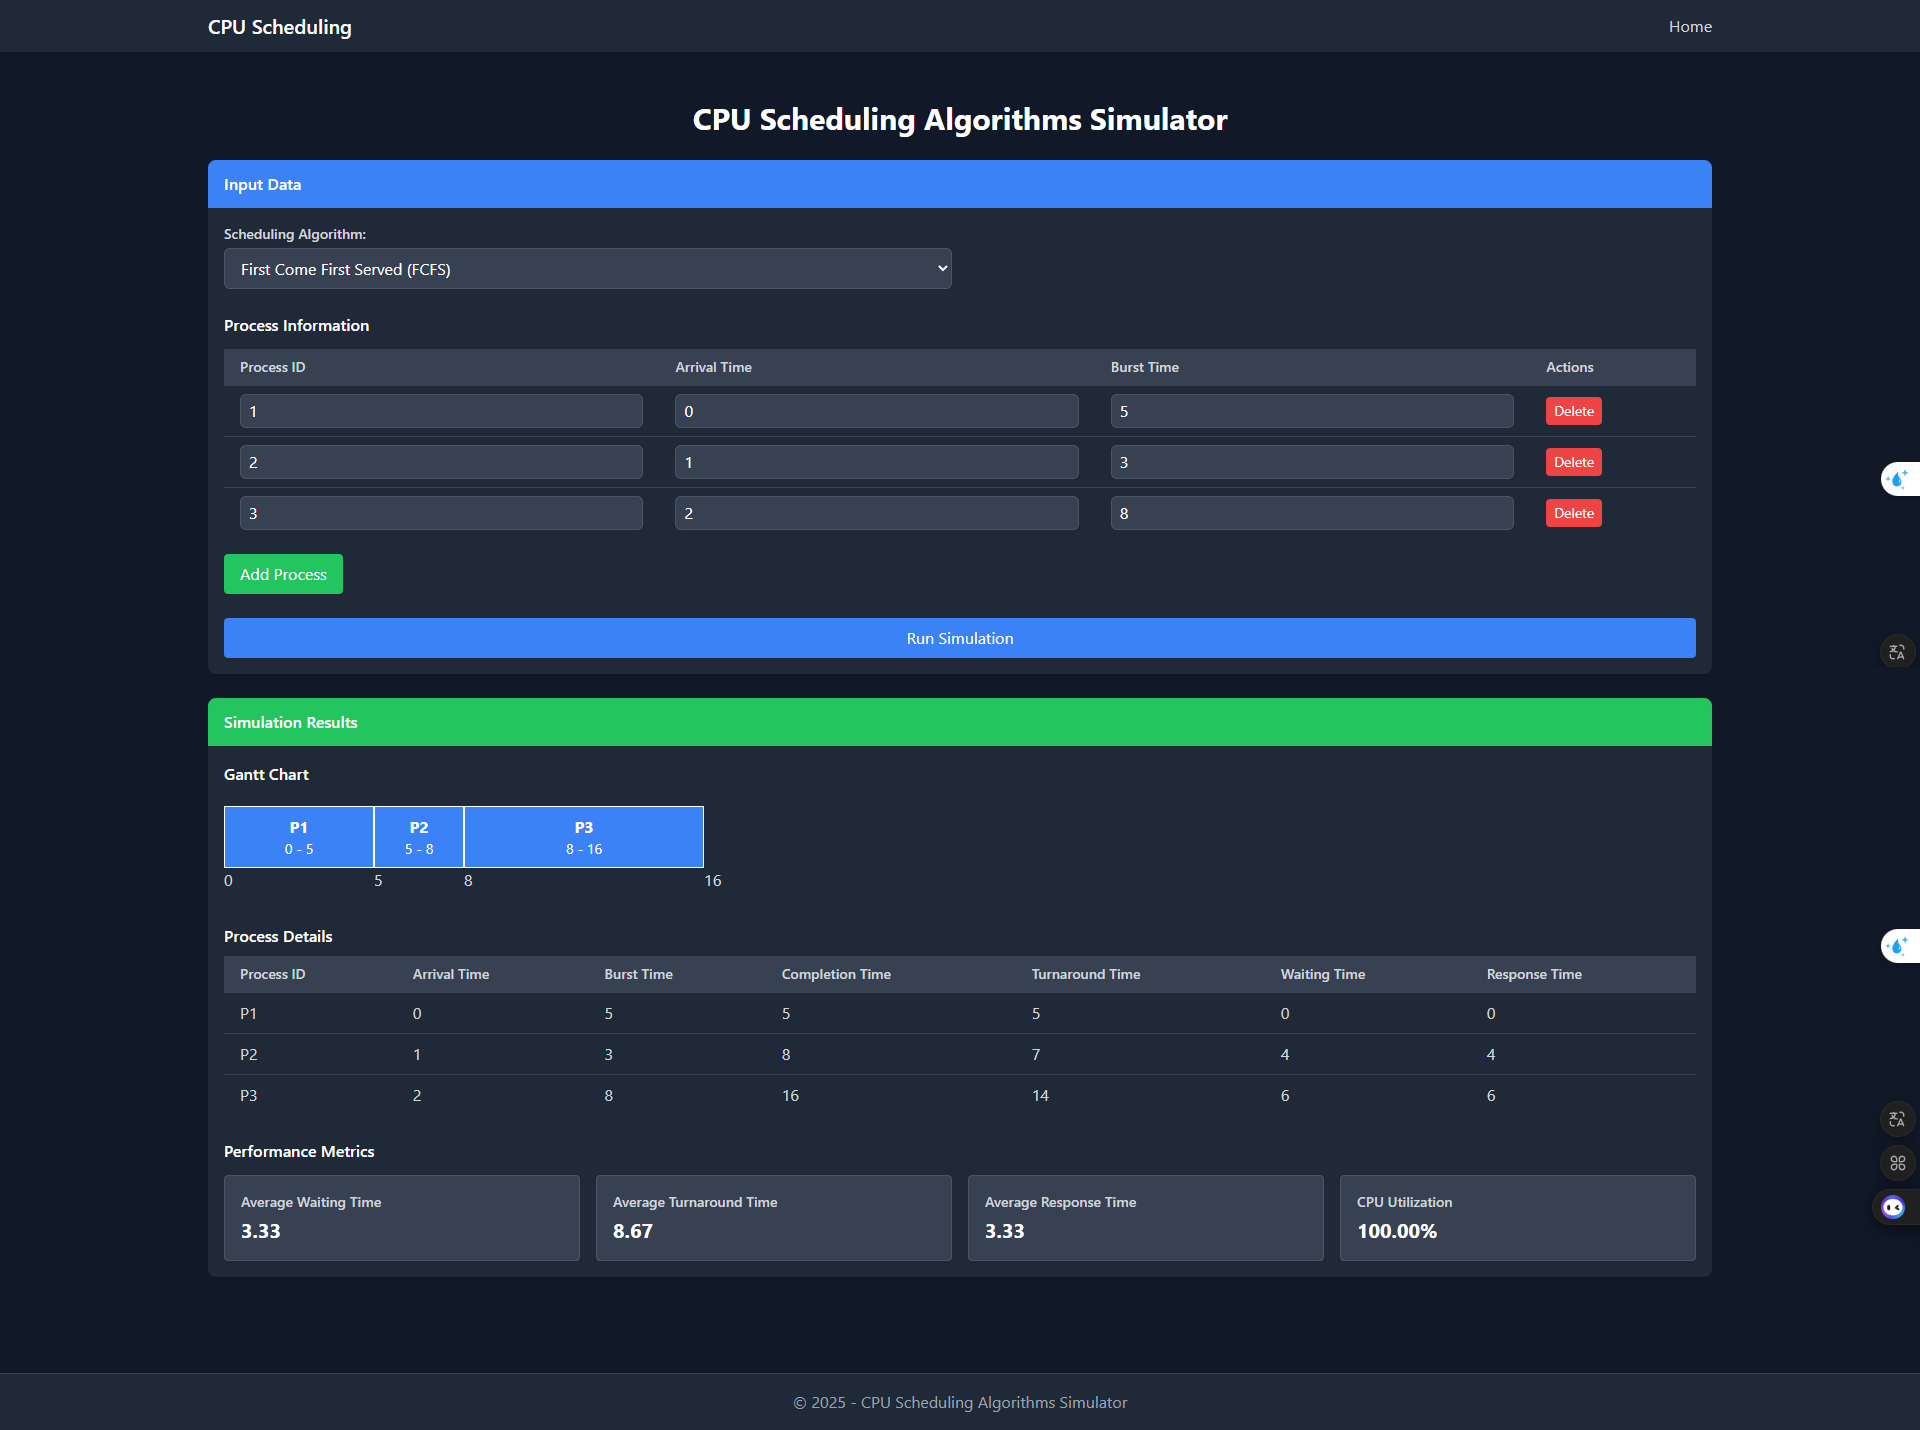 CPU Scheduling
Home
CPU Scheduling Algorithms Simulator
Input Data
Scheduling Algorithm:
First Come First Served (FCFS)
Process Information
Process ID Arrival Time Burst Time Actions
1 0 5 Delete
2 1 3 Delete
3 2 8 Delete
Add Process
Run Simulation
Simulation Results
Gantt Chart
P1 P2 P3
0 - 5 5 - 8 8 - 16
0 5 8 16
Process Details
Process ID Arrival Time Burst Time Completion Time Turnaround Time Waiting Time Response Time
P1 0 5 5 5 0 0
P2 1 3 8 7 4 4
P3 2 8 16 14 6 6
Performance Metrics
Average Waiting Time Average Turnaround Time Average Response Time CPU Utilization
3.33 8.67 3.33 100.00%
© 2025 - CPU Scheduling Algorithms Simulator